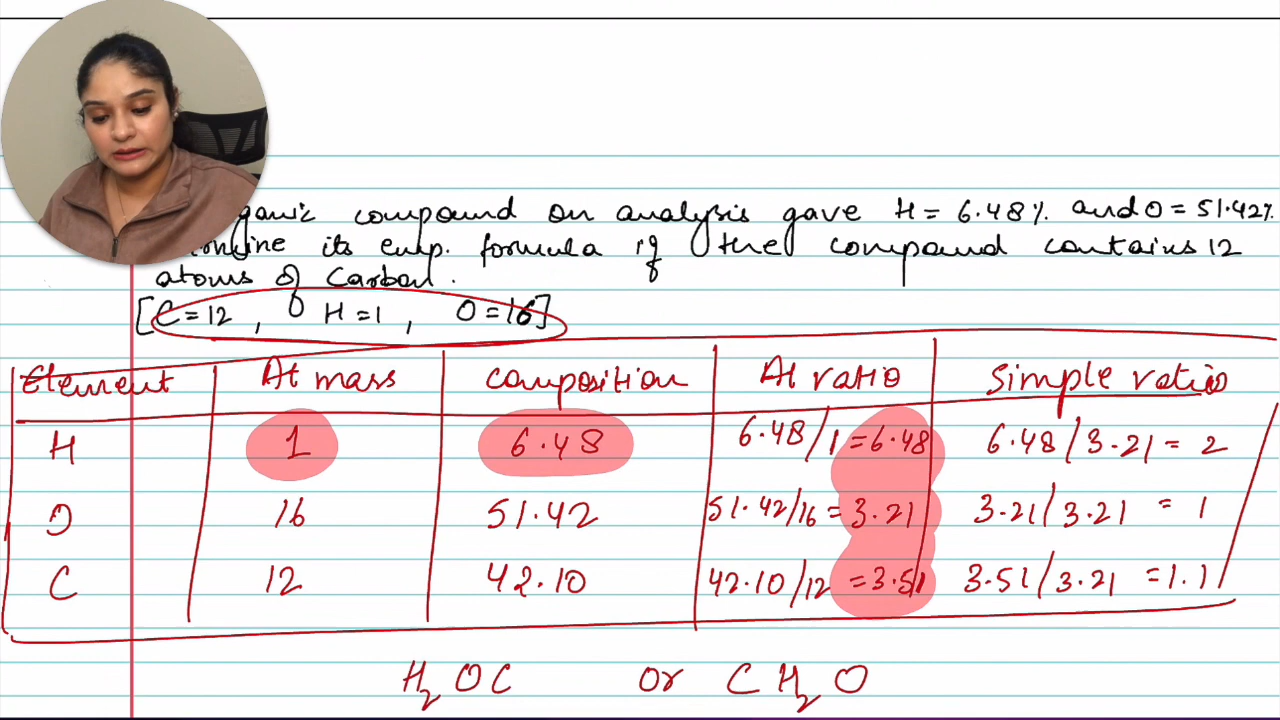 ganic compound on analysis gave H = 6.48% and O = 51.42%.
mine its emp. formula if the compound contains 12
atoms of Carbon.
[C = 12 , H = 1 , O = 16]
Element At mass composition At ratio simple ratio
H 1 6.48 6.48/1 = 6.48 6.48/3.21 = 2
O 16 51.42 51.42/16 = 3.21 3.21/3.21 = 1
C 12 42.10 42.10/12 = 3.51 3.51/3.21 = 1.1
H₂OC or CH₂O